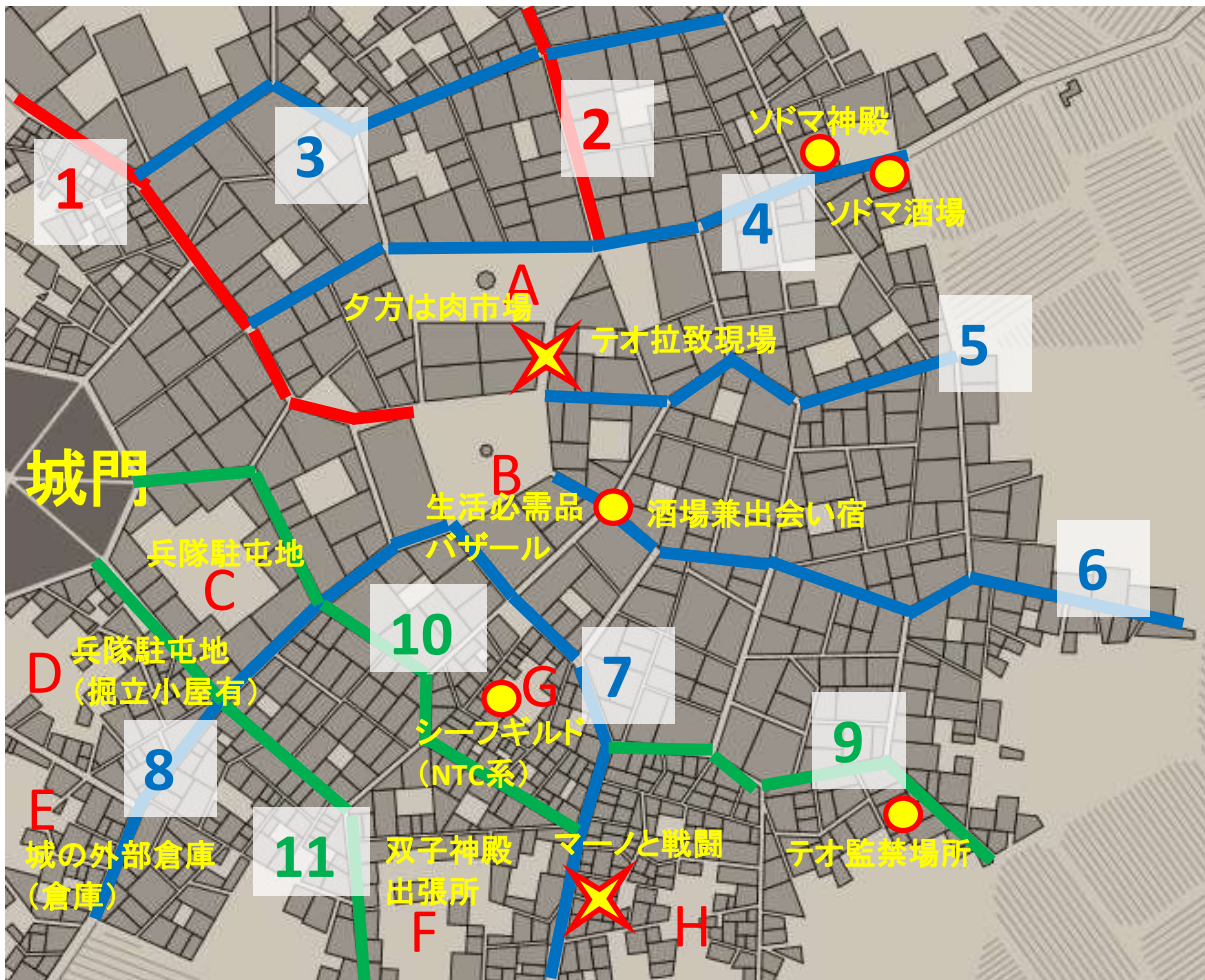 2
ソドマ神殿
3
1
4
ソドマ酒場
A
夕方は肉市場
テオ拉致現場
5
城門
B
生活必需品
バザール
酒場兼出会い宿
兵隊駐屯地
C
6
10
D
兵隊駐屯地
(掘立小屋有)
G
7
シーフギルド
(NTC系)
9
8
E
城の外部倉庫
(倉庫)
11
双子神殿
出張所
マーノと戦闘
テオ監禁場所
F
H